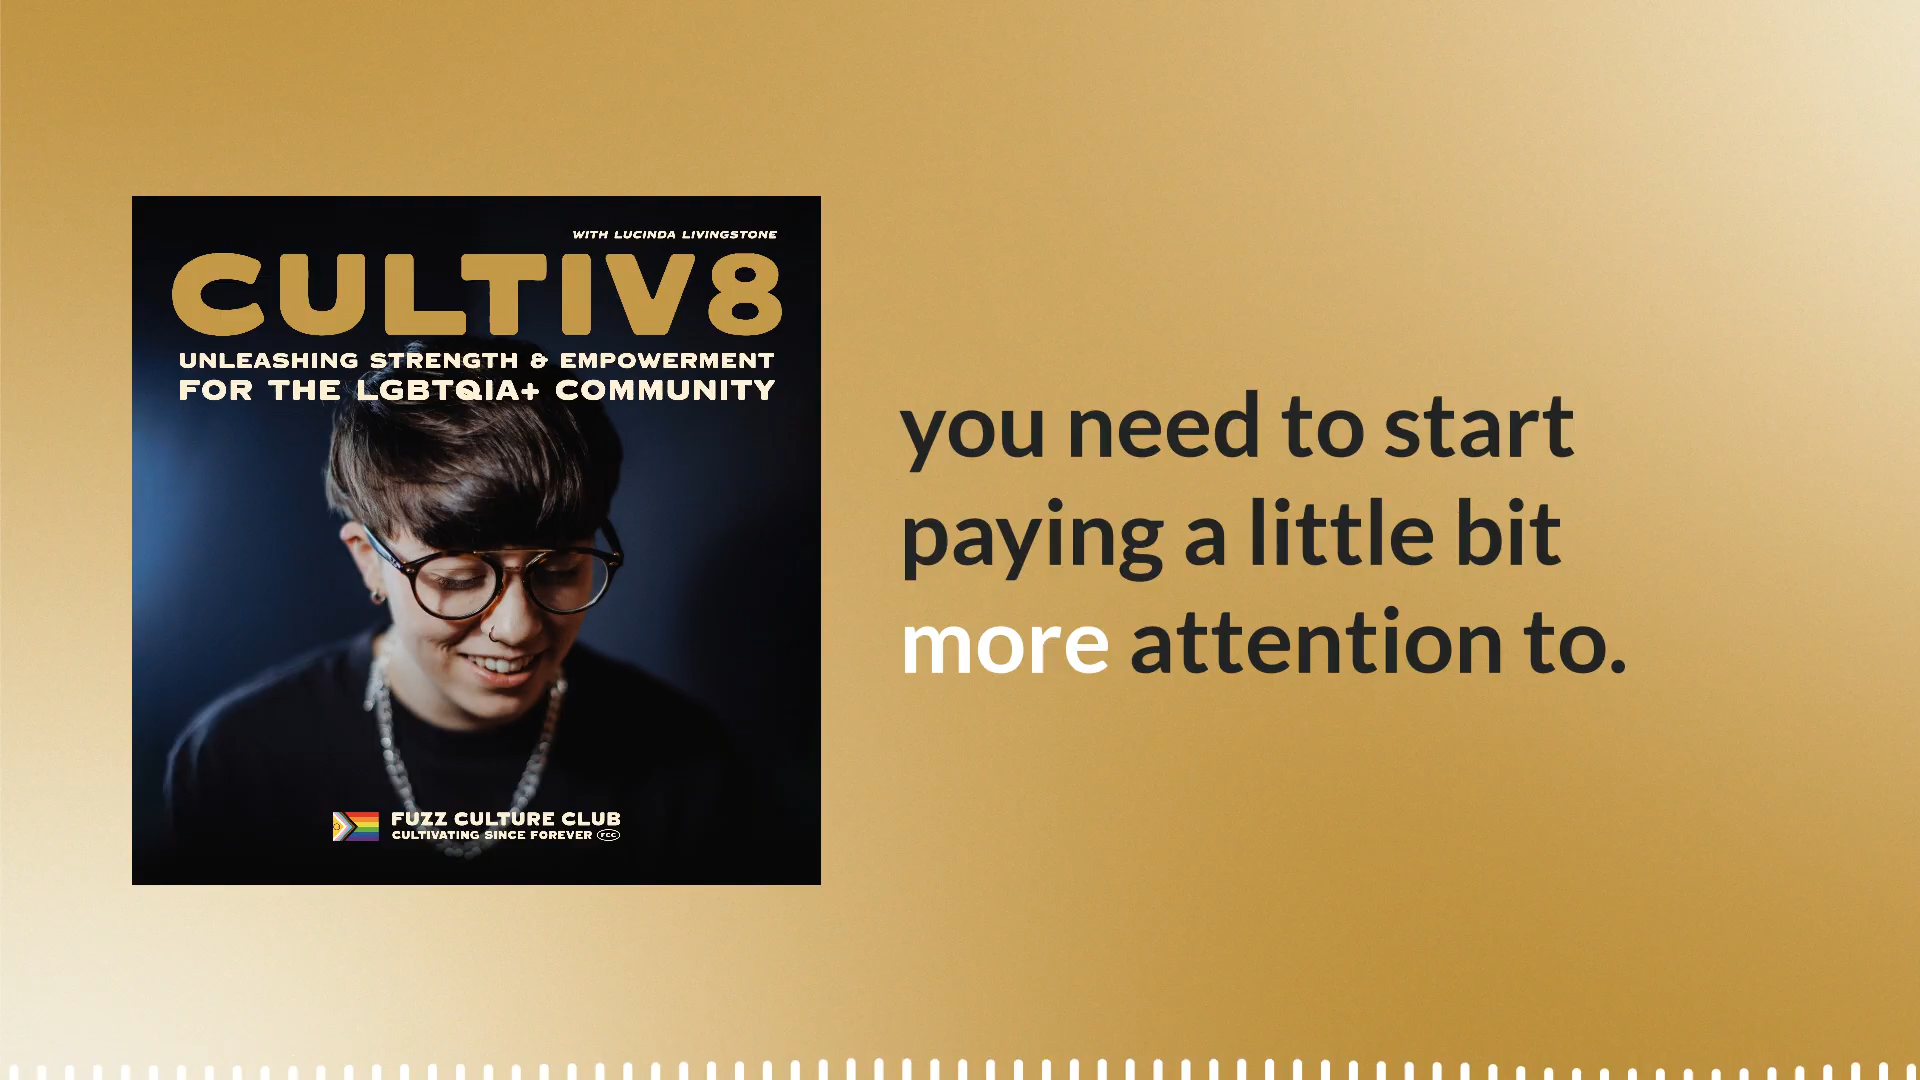 WITH LUCINDA LIVINGSTONE
CULTIV8
UNLEASHING STRENGTH & EMPOWERMENT
FOR THE LGBTQIA+ COMMUNITY
FUZZ CULTURE CLUB
CULTIVATING SINCE FOREVER FCC
you need to start
paying a little bit
more attention to.